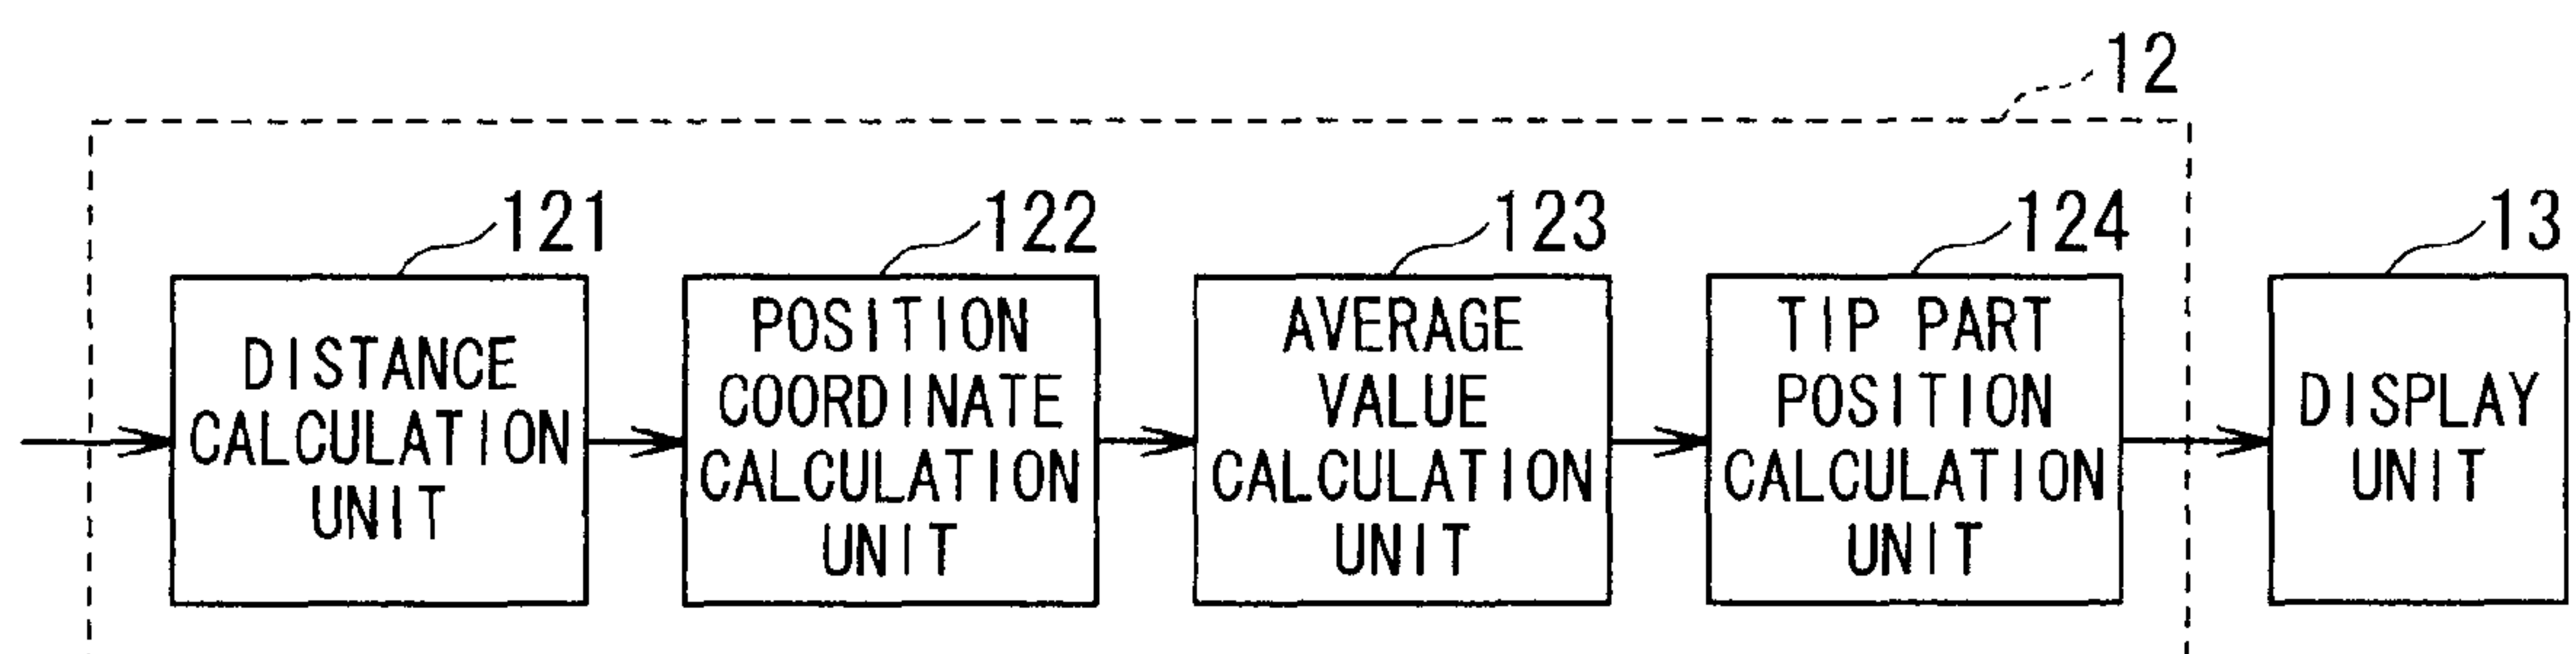 12
121
122
123
124
13
DISTANCE
CALCULATION
UNIT
POSITION
COORDINATE
CALCULATION
UNIT
AVERAGE
VALUE
CALCULATION
UNIT
TIP PART
POSITION
CALCULATION
UNIT
DISPLAY
UNIT